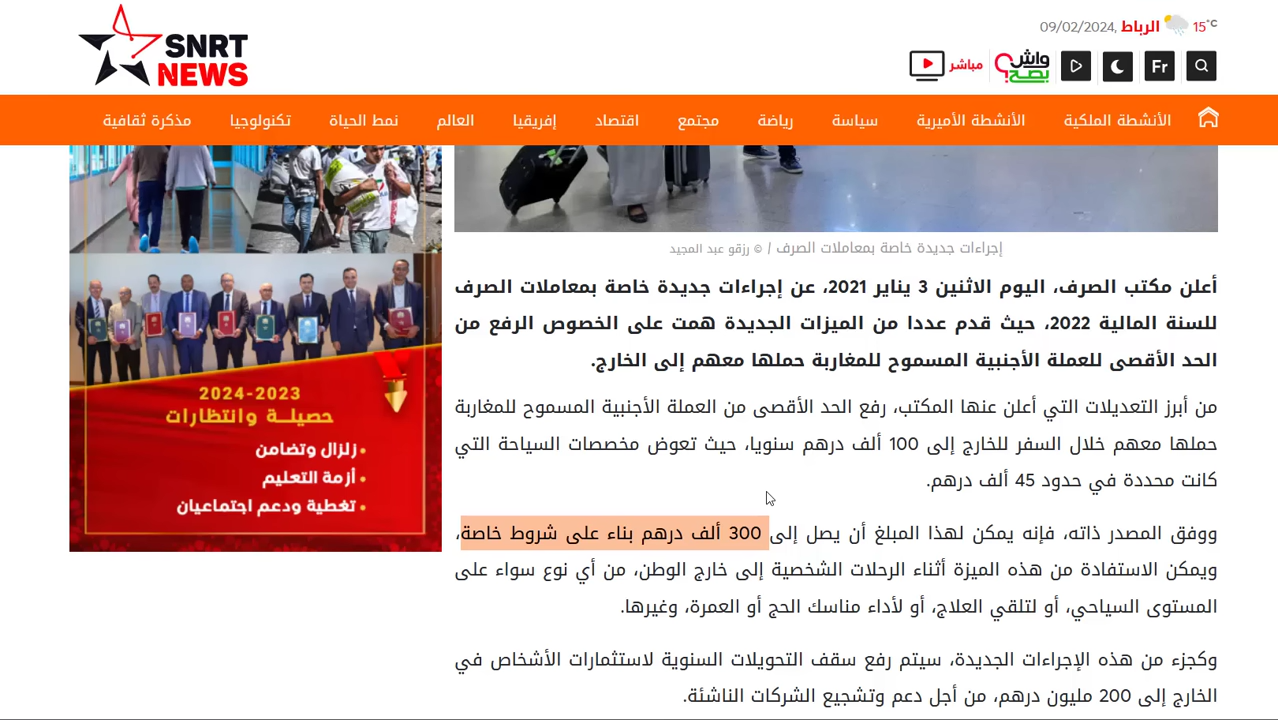 SNRT
NEWS
09/02/2024, الرباط 15°C
مباشر واش بصح؟ Fr
الأنشطة الملكية الأنشطة الأميرية سياسة رياضة مجتمع اقتصاد إفريقيا العالم نمط الحياة تكنولوجيا مذكرة ثقافية
إجراءات جديدة خاصة بمعاملات الصرف / © رزقو عبد المجيد
أعلن مكتب الصرف، اليوم الاثنين 3 يناير 2021، عن إجراءات جديدة خاصة بمعاملات الصرف
للسنة المالية 2022، حيث قدم عددا من الميزات الجديدة همت على الخصوص الرفع من
الحد الأقصى للعملة الأجنبية المسموح للمغاربة حملها معهم إلى الخارج.
من أبرز التعديلات التي أعلن عنها المكتب، رفع الحد الأقصى من العملة الأجنبية المسموح للمغاربة
حملها معهم خلال السفر للخارج إلى 100 ألف درهم سنويا، حيث تعوض مخصصات السياحة التي
كانت محددة في حدود 45 ألف درهم.
ووفق المصدر ذاته، فإنه يمكن لهذا المبلغ أن يصل إلى 300 ألف درهم بناء على شروط خاصة،
ويمكن الاستفادة من هذه الميزة أثناء الرحلات الشخصية إلى خارج الوطن، من أي نوع سواء على
المستوى السياحي، أو لتلقي العلاج، أو لأداء مناسك الحج أو العمرة، وغيرها.
وكجزء من هذه الإجراءات الجديدة، سيتم رفع سقف التحويلات السنوية لاستثمارات الأشخاص في
الخارج إلى 200 مليون درهم، من أجل دعم وتشجيع الشركات الناشئة.
2024-2023
حصيلة وانتظارات
• زلزال وتضامن
• أزمة التعليم
• تغطية ودعم اجتماعيان